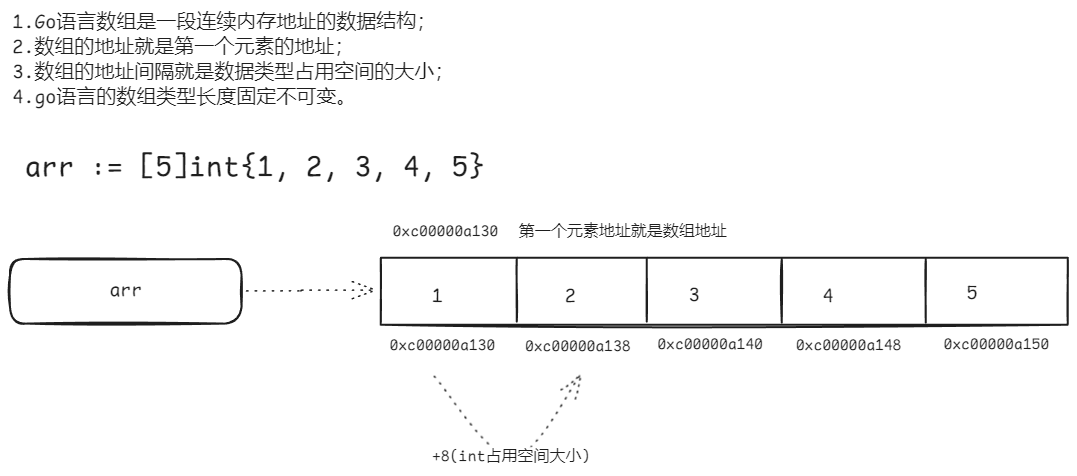 1.Go语言数组是一段连续内存地址的数据结构；
2.数组的地址就是第一个元素的地址；
3.数组的地址间隔就是数据类型占用空间的大小；
4.go语言的数组类型长度固定不可变。
arr := [5]int{1, 2, 3, 4, 5}
0xc00000a130 第一个元素地址就是数组地址
arr 1 2 3 4 5
0xc00000a130 0xc00000a138 0xc00000a140 0xc00000a148 0xc00000a150
+8(int占用空间大小)